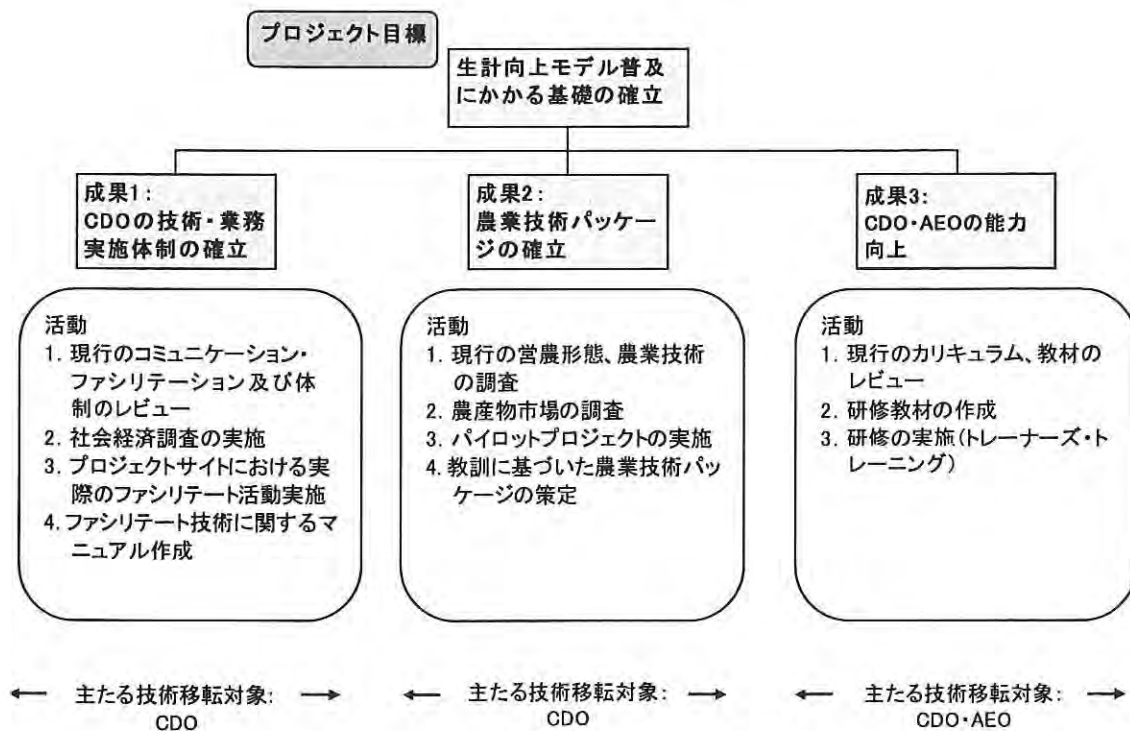 プロジェクト目標
生計向上モデル普及
にかかる基礎の確立
成果1:
CDOの技術・業務
実施体制の確立
活動
1. 現行のコミュニケーション・
ファシリテーション及び体
制のレビュー
2. 社会経済調査の実施
3. プロジェクトサイトにおける実
際のファシリテート活動実施
4. ファシリテート技術に関するマ
ニュアル作成
主たる技術移転対象:
CDO
成果2:
農業技術パッケー
ジの確立
活動
1. 現行の営農形態、農業技術
の調査
2. 農産物市場の調査
3. パイロットプロジェクトの実施
4. 教訓に基づいた農業技術パッ
ケージの策定
主たる技術移転対象:
CDO
成果3:
CDO・AEOの能力
向上
活動
1. 現行のカリキュラム、教材の
レビュー
2. 研修教材の作成
3. 研修の実施(トレーナーズ・ト
レーニング)
主たる技術移転対象:
CDO・AEO